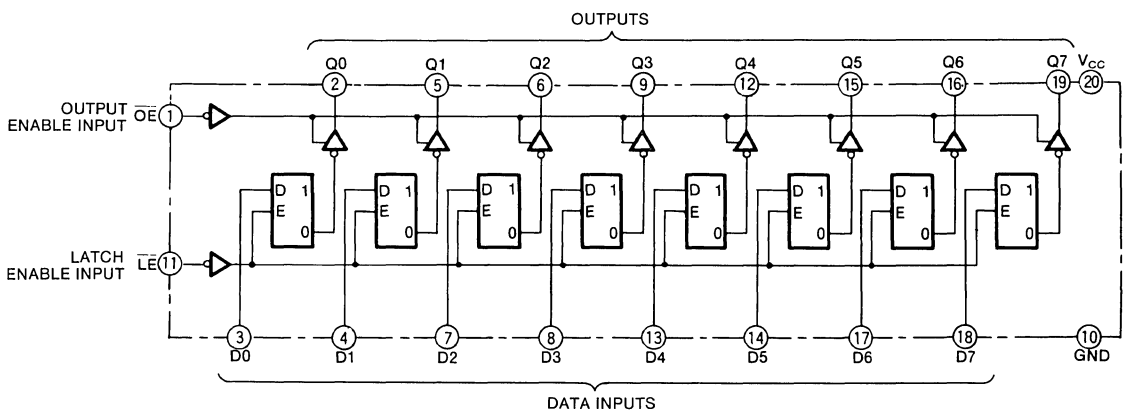 OUTPUTS
Q0 Q1 Q2 Q3 Q4 Q5 Q6 Q7 VCC
2 5 6 9 12 15 16 19 20
OUTPUT
ENABLE INPUT
O̅E̅ 1
D 1 D 1 D 1 D 1 D 1 D 1 D 1 D 1
E E E E E E E E
0 0 0 0 0 0 0 0
LATCH
ENABLE INPUT
L̅E̅ 11
3 4 7 8 13 14 17 18 10
D0 D1 D2 D3 D4 D5 D6 D7 GND
DATA INPUTS